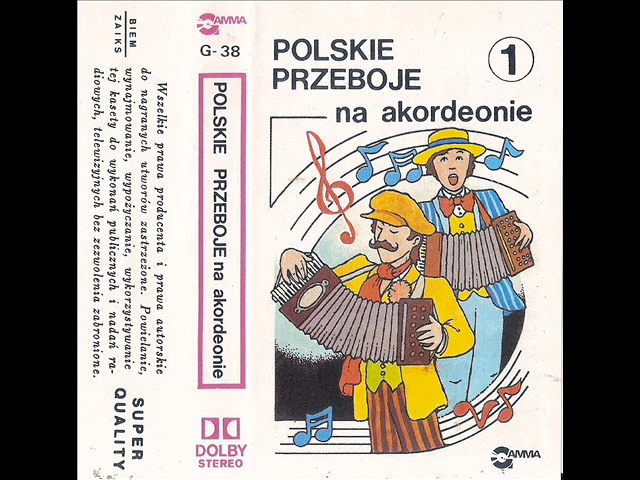 BIEM
ZAIKS
Wszelkie prawa producenta i prawa autorskie
do nagranych utworów zastrzeżone. Powielanie,
wynajmowanie, wypożyczanie, wykorzystywanie
tej kasety do wykonań publicznych i nadań ra-
diowych, telewizyjnych bez zezwolenia zabronione.
SUPER
QUALITY
GAMMA
G-38
POLSKIE PRZEBOJE na akordeonie
DOLBY
STEREO
POLSKIE
PRZEBOJE
na akordeonie
1
GAMMA